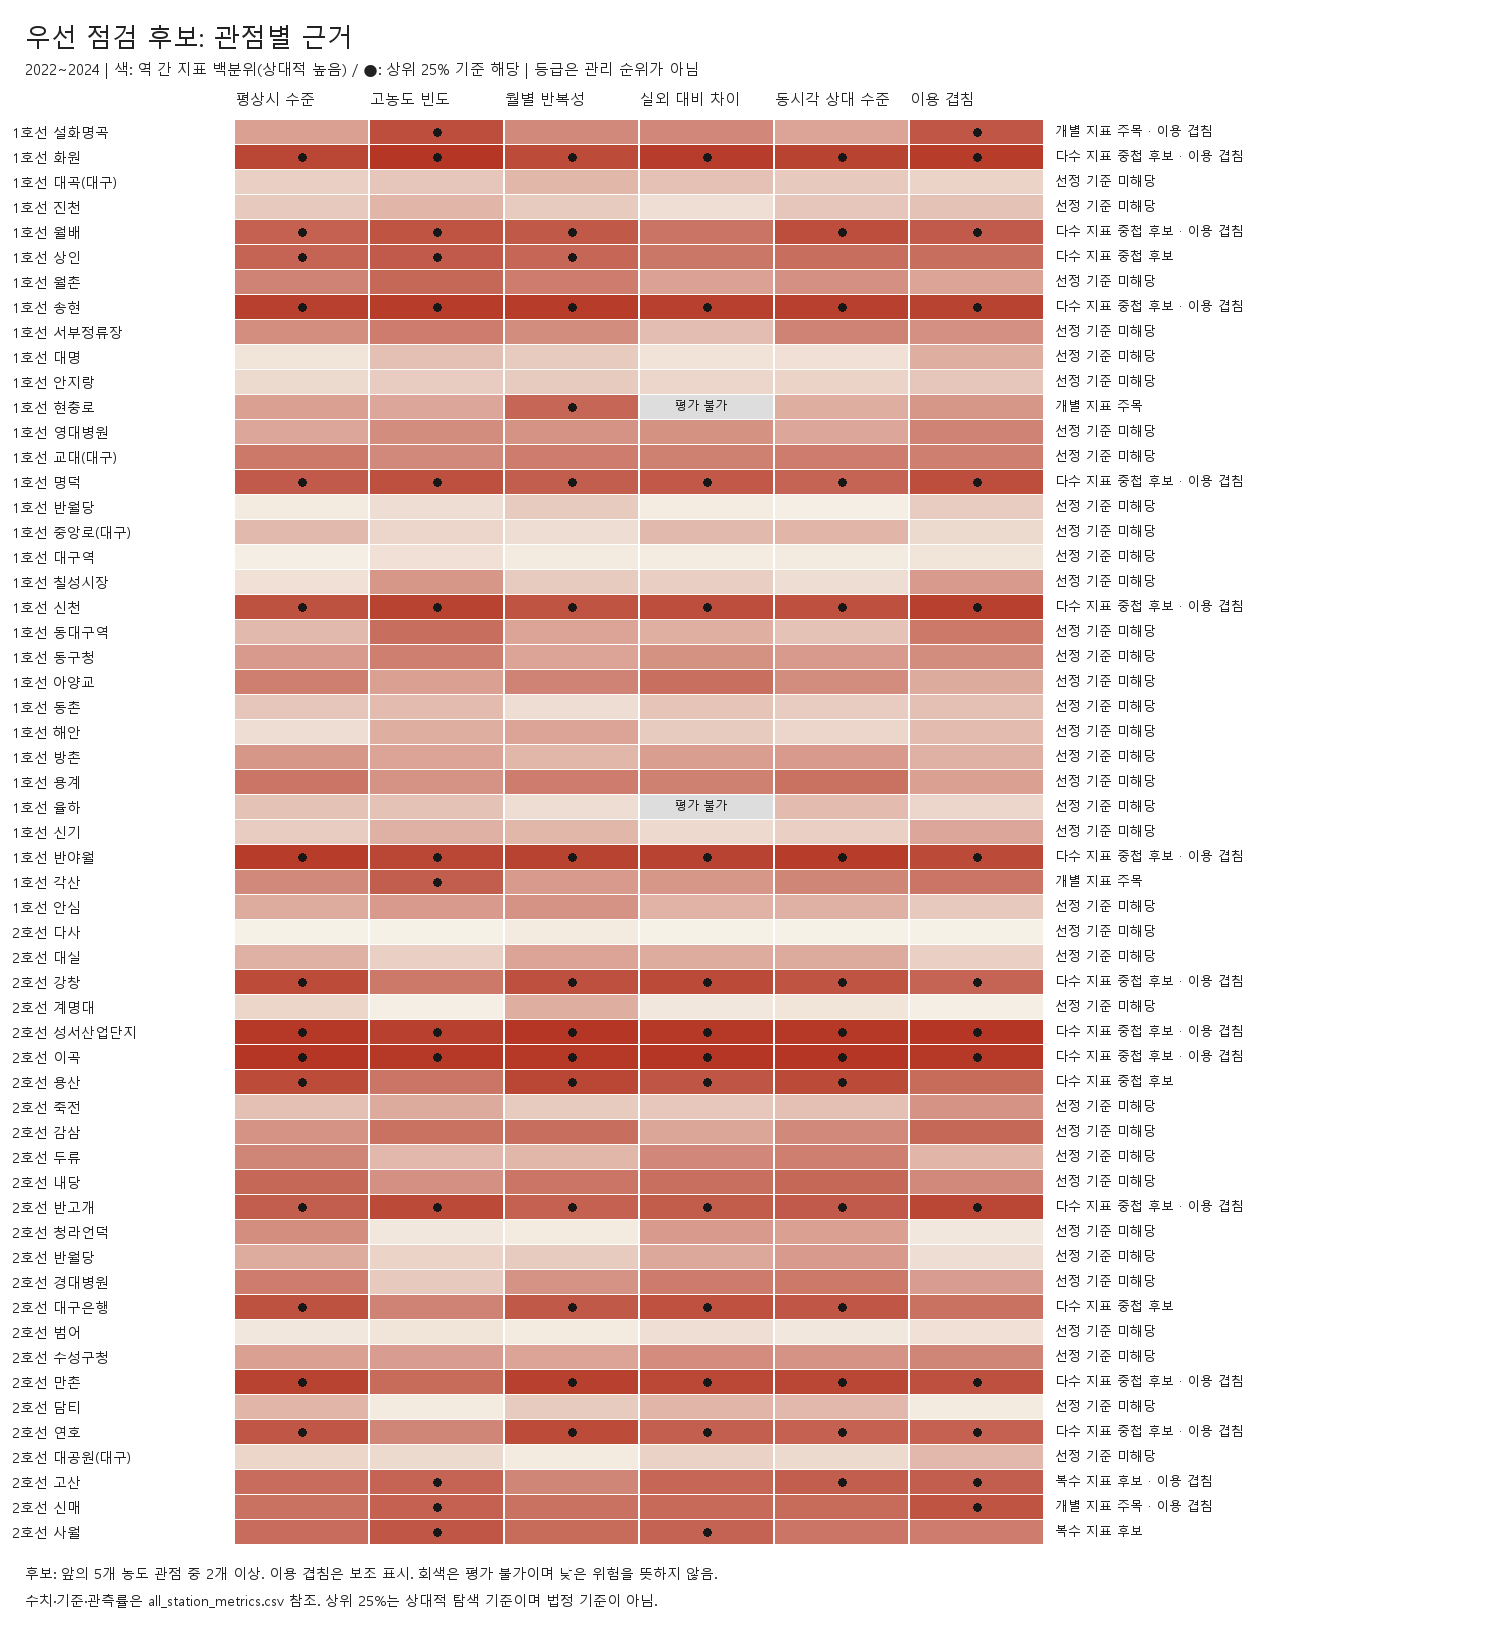 우선 점검 후보: 관점별 근거
2022~2024 | 색: 역 간 지표 백분위(상대적 높음) / ●: 상위 25% 기준 해당 | 등급은 관리 순위가 아님
평상시 수준 고농도 빈도 월별 반복성 실외 대비 차이 동시각 상대 수준 이용 겹침
1호선 설화명곡 개별 지표 주목 · 이용 겹침
1호선 화원 다수 지표 중첩 후보 · 이용 겹침
1호선 대곡(대구) 선정 기준 미해당
1호선 진천 선정 기준 미해당
1호선 월배 다수 지표 중첩 후보 · 이용 겹침
1호선 상인 다수 지표 중첩 후보
1호선 월촌 선정 기준 미해당
1호선 송현 다수 지표 중첩 후보 · 이용 겹침
1호선 서부정류장 선정 기준 미해당
1호선 대명 선정 기준 미해당
1호선 안지랑 선정 기준 미해당
1호선 현충로 평가 불가 개별 지표 주목
1호선 영대병원 선정 기준 미해당
1호선 교대(대구) 선정 기준 미해당
1호선 명덕 다수 지표 중첩 후보 · 이용 겹침
1호선 반월당 선정 기준 미해당
1호선 중앙로(대구) 선정 기준 미해당
1호선 대구역 선정 기준 미해당
1호선 칠성시장 선정 기준 미해당
1호선 신천 다수 지표 중첩 후보 · 이용 겹침
1호선 동대구역 선정 기준 미해당
1호선 동구청 선정 기준 미해당
1호선 아양교 선정 기준 미해당
1호선 동촌 선정 기준 미해당
1호선 해안 선정 기준 미해당
1호선 방촌 선정 기준 미해당
1호선 용계 선정 기준 미해당
1호선 율하 평가 불가 선정 기준 미해당
1호선 신기 선정 기준 미해당
1호선 반야월 다수 지표 중첩 후보 · 이용 겹침
1호선 각산 개별 지표 주목
1호선 안심 선정 기준 미해당
2호선 다사 선정 기준 미해당
2호선 대실 선정 기준 미해당
2호선 강창 다수 지표 중첩 후보 · 이용 겹침
2호선 계명대 선정 기준 미해당
2호선 성서산업단지 다수 지표 중첩 후보 · 이용 겹침
2호선 이곡 다수 지표 중첩 후보 · 이용 겹침
2호선 용산 다수 지표 중첩 후보
2호선 죽전 선정 기준 미해당
2호선 감삼 선정 기준 미해당
2호선 두류 선정 기준 미해당
2호선 내당 선정 기준 미해당
2호선 반고개 다수 지표 중첩 후보 · 이용 겹침
2호선 청라언덕 선정 기준 미해당
2호선 반월당 선정 기준 미해당
2호선 경대병원 선정 기준 미해당
2호선 대구은행 다수 지표 중첩 후보
2호선 범어 선정 기준 미해당
2호선 수성구청 선정 기준 미해당
2호선 만촌 다수 지표 중첩 후보 · 이용 겹침
2호선 담티 선정 기준 미해당
2호선 연호 다수 지표 중첩 후보 · 이용 겹침
2호선 대공원(대구) 선정 기준 미해당
2호선 고산 복수 지표 후보 · 이용 겹침
2호선 신매 개별 지표 주목 · 이용 겹침
2호선 사월 복수 지표 후보
후보: 앞의 5개 농도 관점 중 2개 이상. 이용 겹침은 보조 표시. 회색은 평가 불가이며 낮은 위험을 뜻하지 않음.
수치·기준·관측률은 all_station_metrics.csv 참조. 상위 25%는 상대적 탐색 기준이며 법정 기준이 아님.